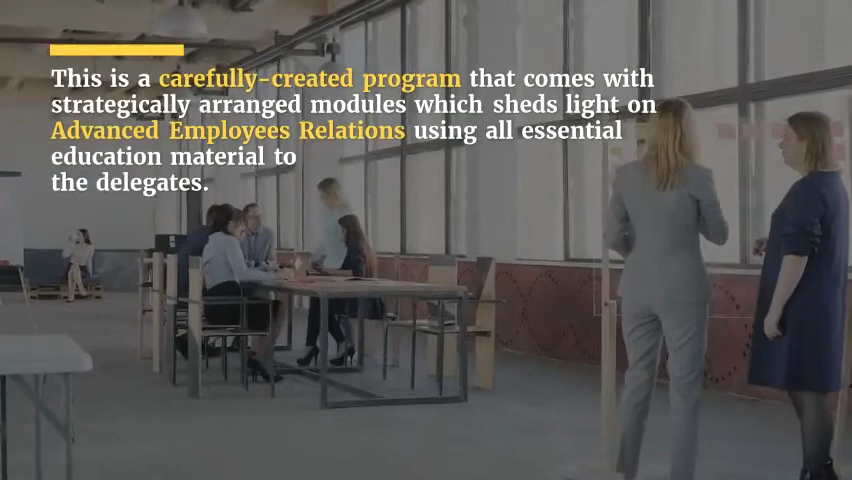 This is a carefully-created program that comes with
strategically arranged modules which sheds light on
Advanced Employees Relations using all essential
education material to
the delegates.